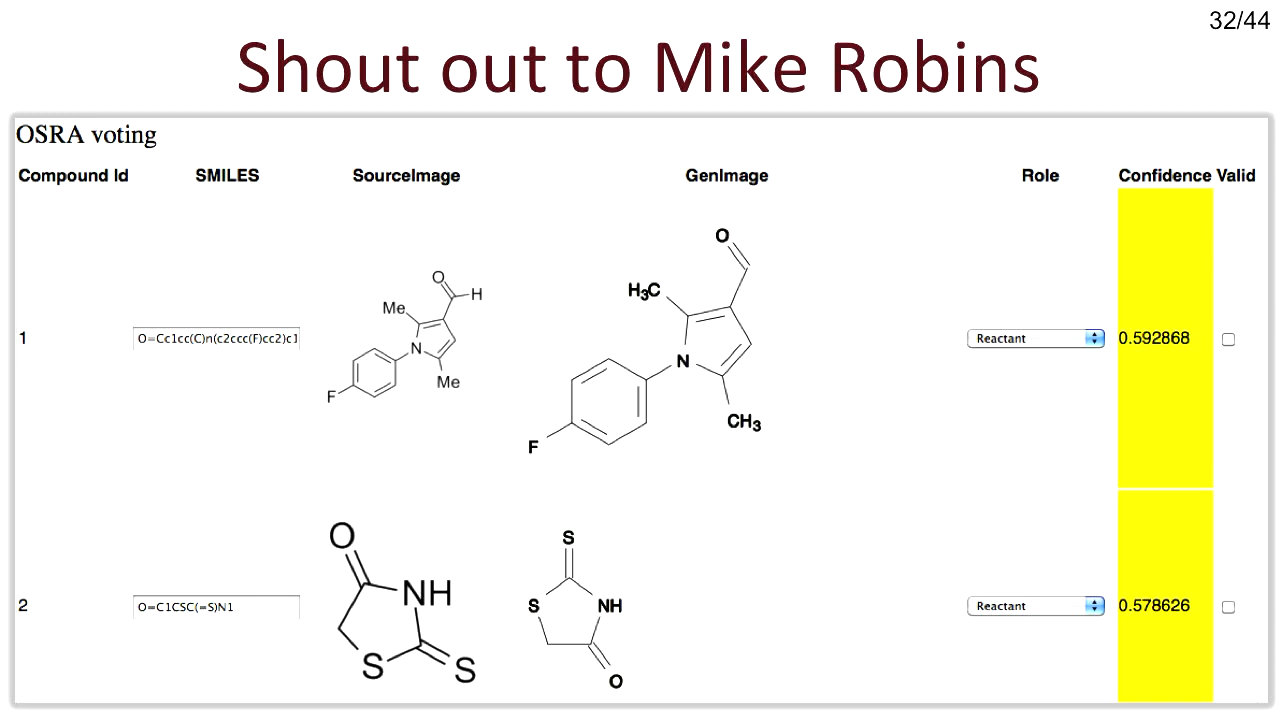 32/44
Shout out to Mike Robins
OSRA voting
Compound Id SMILES SourceImage GenImage Role Confidence Valid
O
H
Me
N
Me
F
O
H3C
N
CH3
F
1 O=Cc1cc(C)n(c2ccc(F)cc2)c1 Reactant 0.592868
O
NH
S
S
S
S
NH
O
2 O=C1CSC(=S)N1 Reactant 0.578626